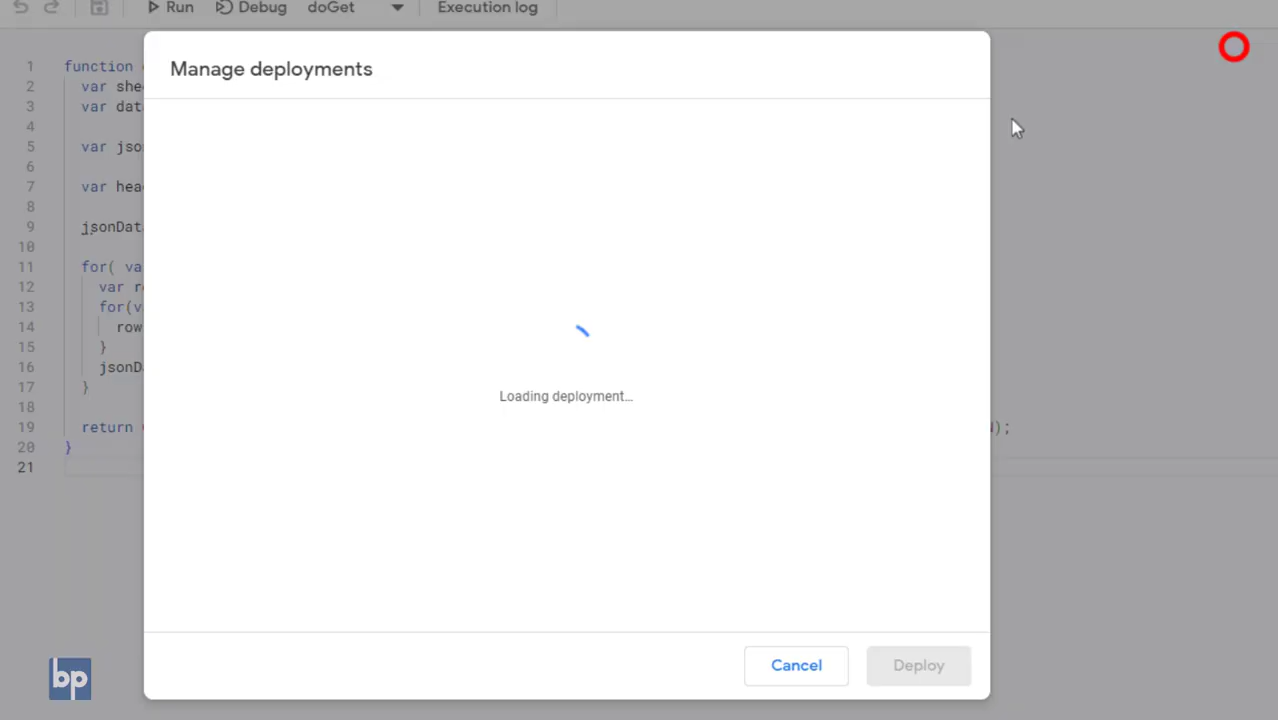 Run Debug doGet Execution log
Manage deployments
1 function
2 var she
3 var dat
4
5 var jso
6
7 var hea
8
9 jsonDat
10
11 for( va
12 var r
13 for(v
14 row
15 }
16 jsonD
17 }
18
19 return );
20 }
21
Loading deployment...
Cancel Deploy
bp